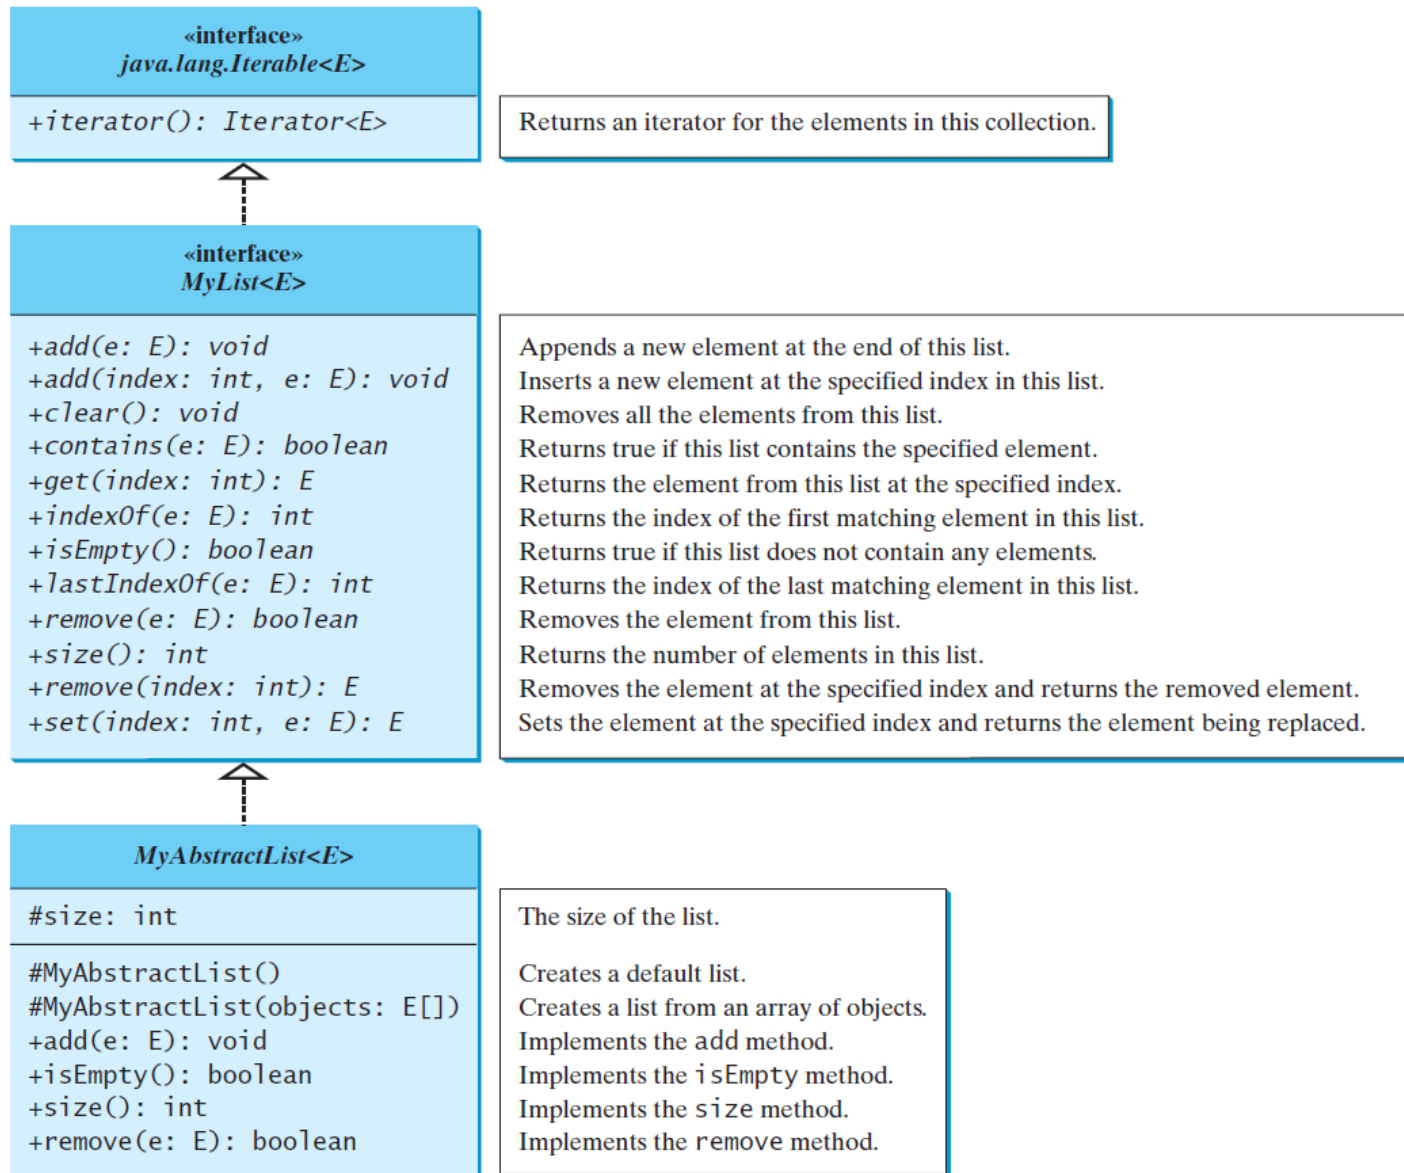 «interface»
java.lang.Iterable<E>
+iterator(): Iterator<E>
Returns an iterator for the elements in this collection.
«interface»
MyList<E>
+add(e: E): void
Appends a new element at the end of this list.
+add(index: int, e: E): void
Inserts a new element at the specified index in this list.
+clear(): void
Removes all the elements from this list.
+contains(e: E): boolean
Returns true if this list contains the specified element.
+get(index: int): E
Returns the element from this list at the specified index.
+indexOf(e: E): int
Returns the index of the first matching element in this list.
+isEmpty(): boolean
Returns true if this list does not contain any elements.
+lastIndexOf(e: E): int
Returns the index of the last matching element in this list.
+remove(e: E): boolean
Removes the element from this list.
+size(): int
Returns the number of elements in this list.
+remove(index: int): E
Removes the element at the specified index and returns the removed element.
+set(index: int, e: E): E
Sets the element at the specified index and returns the element being replaced.
MyAbstractList<E>
#size: int
The size of the list.
#MyAbstractList()
Creates a default list.
#MyAbstractList(objects: E[])
Creates a list from an array of objects.
+add(e: E): void
Implements the add method.
+isEmpty(): boolean
Implements the isEmpty method.
+size(): int
Implements the size method.
+remove(e: E): boolean
Implements the remove method.